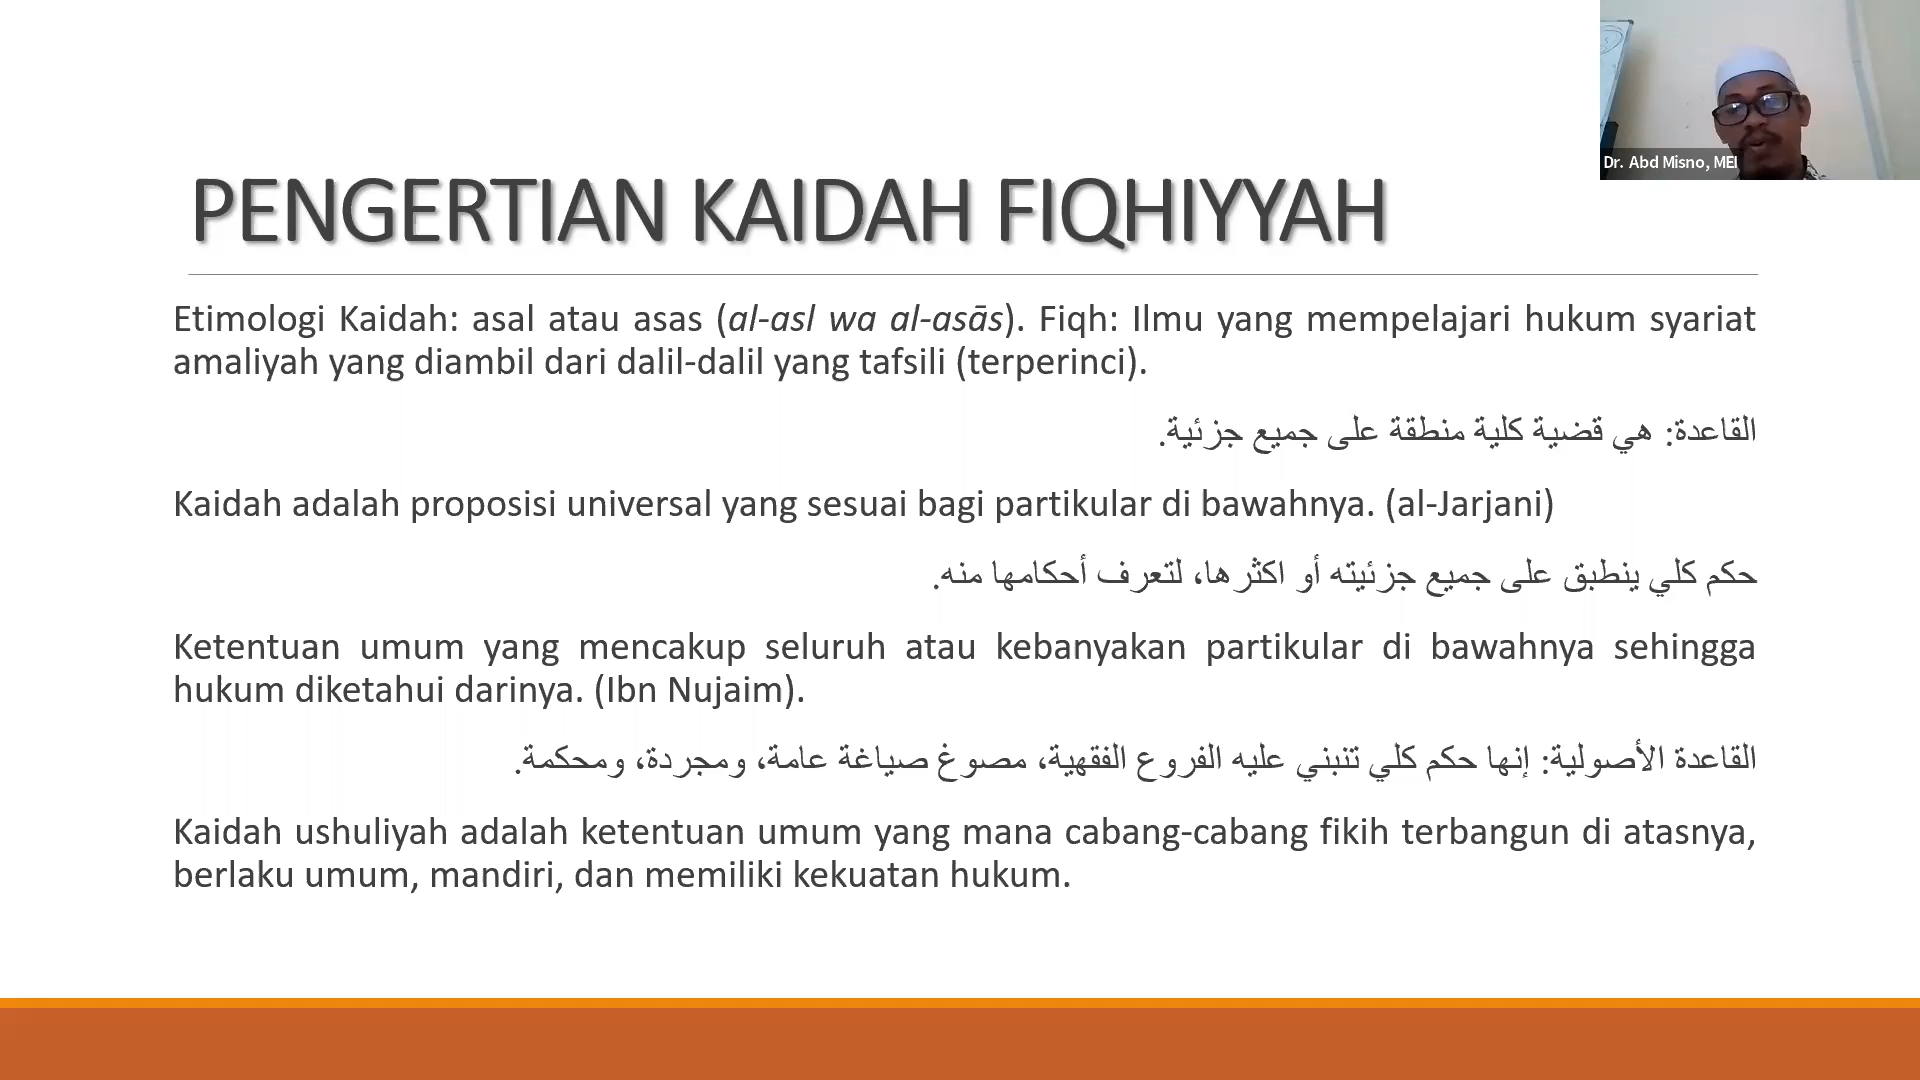 Dr. Abd Misno, MEI
PENGERTIAN KAIDAH FIQHIYYAH
Etimologi Kaidah: asal atau asas (al-asl wa al-asās). Fiqh: Ilmu yang mempelajari hukum syariat
amaliyah yang diambil dari dalil-dalil yang tafsili (terperinci).
القاعدة: هي قضية كلية منطقة على جميع جزئية.
Kaidah adalah proposisi universal yang sesuai bagi partikular di bawahnya. (al-Jarjani)
حكم كلي ينطبق على جميع جزئيته أو اكثرها، لتعرف أحكامها منه.
Ketentuan umum yang mencakup seluruh atau kebanyakan partikular di bawahnya sehingga
hukum diketahui darinya. (Ibn Nujaim).
القاعدة الأصولية: إنها حكم كلي تنبني عليه الفروع الفقهية، مصوغ صياغة عامة، ومجردة، ومحكمة.
Kaidah ushuliyah adalah ketentuan umum yang mana cabang-cabang fikih terbangun di atasnya,
berlaku umum, mandiri, dan memiliki kekuatan hukum.